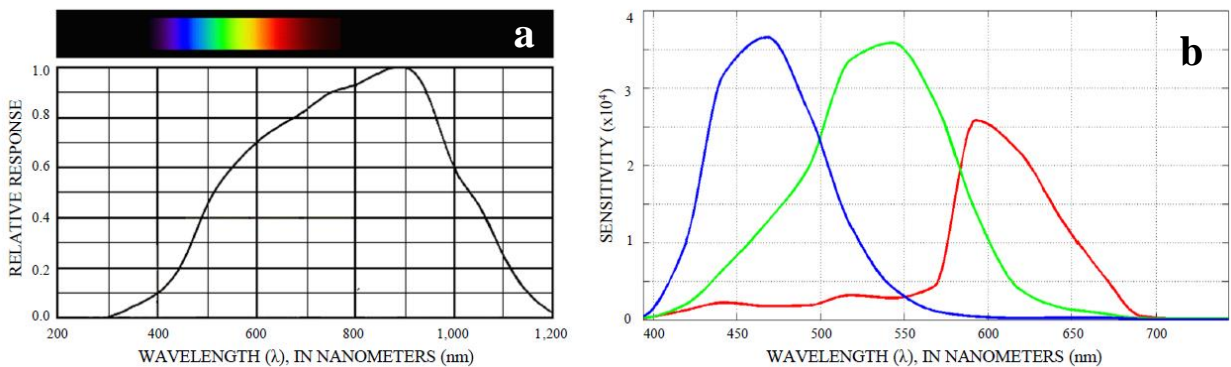 a
RELATIVE RESPONSE
1.0
0.8
0.6
0.4
0.2
0.0
200 400 600 800 1,000 1,200
WAVELENGTH (λ), IN NANOMETERS (nm)
b
SENSITIVITY (x10⁴)
4
3
2
1
0
400 450 500 550 600 650 700
WAVELENGTH (λ), IN NANOMETERS (nm)